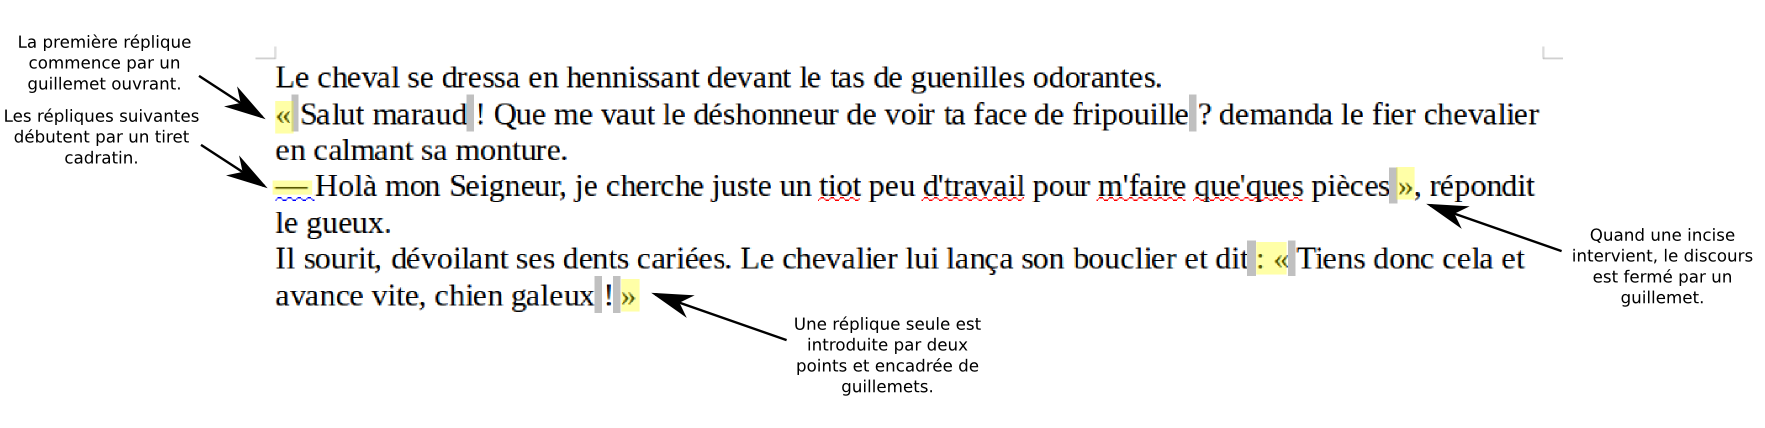 La première réplique
commence par un
guillemet ouvrant.
Les répliques suivantes
débutent par un tiret
cadratin.
Le cheval se dressa en hennissant devant le tas de guenilles odorantes.
« Salut maraud ! Que me vaut le déshonneur de voir ta face de fripouille ? demanda le fier chevalier
en calmant sa monture.
— Holà mon Seigneur, je cherche juste un tiot peu d'travail pour m'faire que'ques pièces », répondit
le gueux.
Il sourit, dévoilant ses dents cariées. Le chevalier lui lança son bouclier et dit : « Tiens donc cela et
avance vite, chien galeux ! »
Quand une incise
intervient, le discours
est fermé par un
guillemet.
Une réplique seule est
introduite par deux
points et encadrée de
guillemets.